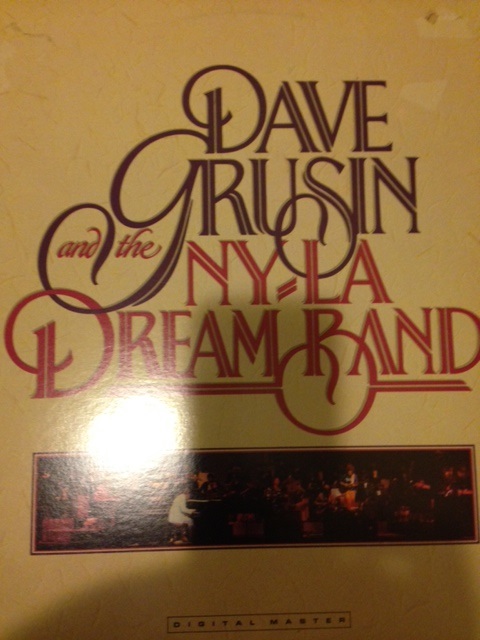 DAVE
GRUSIN
and the
NY-LA
DREAM BAND
DIGITAL MASTER